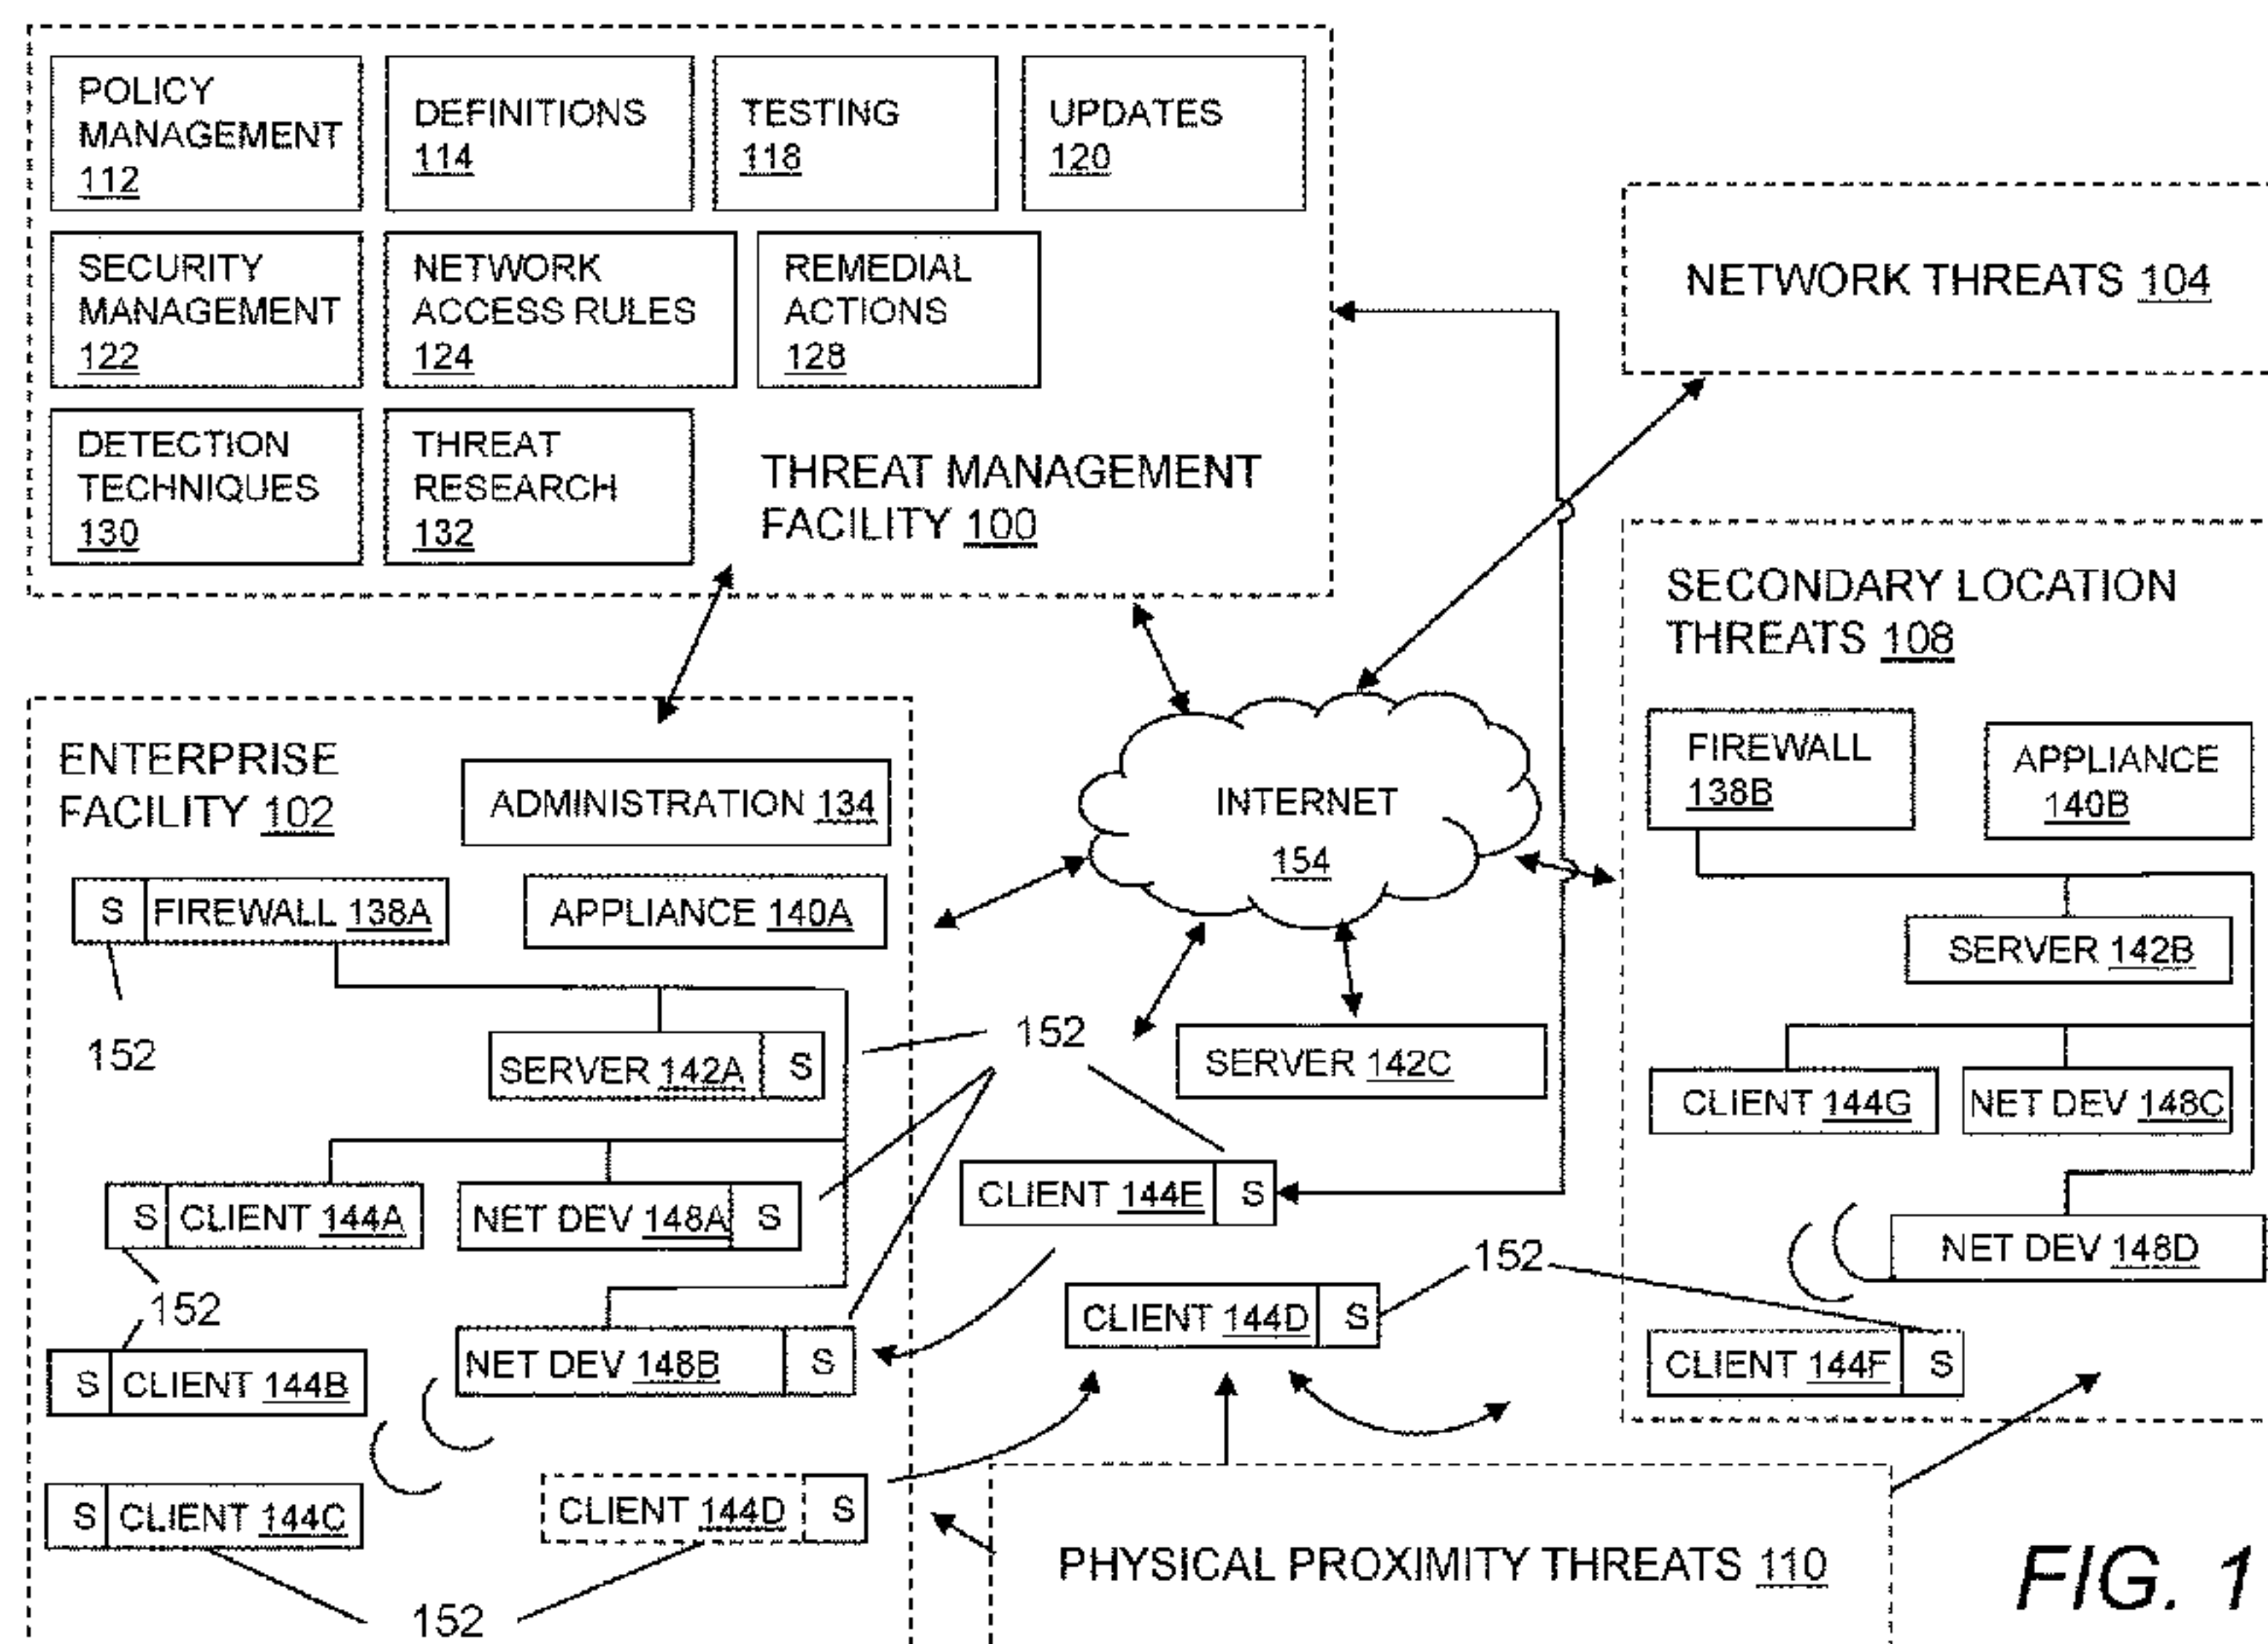 POLICY
MANAGEMENT
112
DEFINITIONS
114
TESTING
118
UPDATES
120
SECURITY
MANAGEMENT
122
NETWORK
ACCESS RULES
124
REMEDIAL
ACTIONS
128
DETECTION
TECHNIQUES
130
THREAT
RESEARCH
132
THREAT MANAGEMENT
FACILITY 100
NETWORK THREATS 104
SECONDARY LOCATION
THREATS 108
FIREWALL
138B
APPLIANCE
140B
SERVER 142B
CLIENT 144G
NET DEV 148C
NET DEV 148D
CLIENT 144F S
ENTERPRISE
FACILITY 102
ADMINISTRATION 134
S FIREWALL 138A
APPLIANCE 140A
152
SERVER 142A S
S CLIENT 144A
NET DEV 148A S
152
S CLIENT 144B
NET DEV 148B S
S CLIENT 144C
CLIENT 144D S
152
INTERNET
154
152
SERVER 142C
CLIENT 144E S
CLIENT 144D S
152
PHYSICAL PROXIMITY THREATS 110
FIG. 1